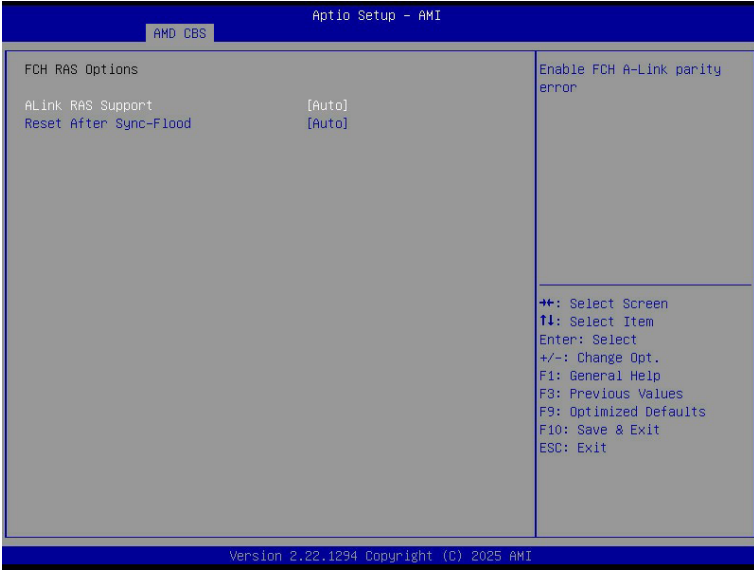 Aptio Setup – AMI
AMD CBS
FCH RAS Options
ALink RAS Support [Auto]
Reset After Sync-Flood [Auto]
Enable FCH A-Link parity
error
→←: Select Screen
↑↓: Select Item
Enter: Select
+/-: Change Opt.
F1: General Help
F3: Previous Values
F9: Optimized Defaults
F10: Save & Exit
ESC: Exit
Version 2.22.1294 Copyright (C) 2025 AMI